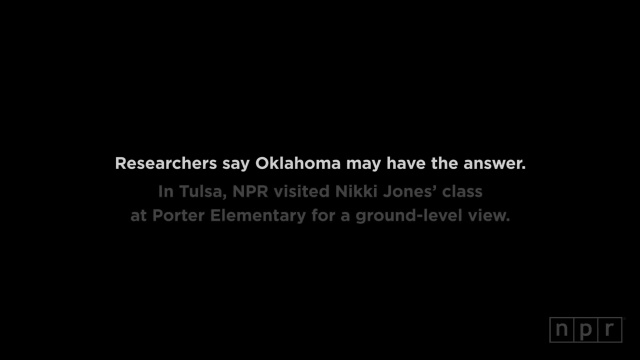 Researchers say Oklahoma may have the answer.
In Tulsa, NPR visited Nikki Jones’ class
at Porter Elementary for a ground-level view.
npr